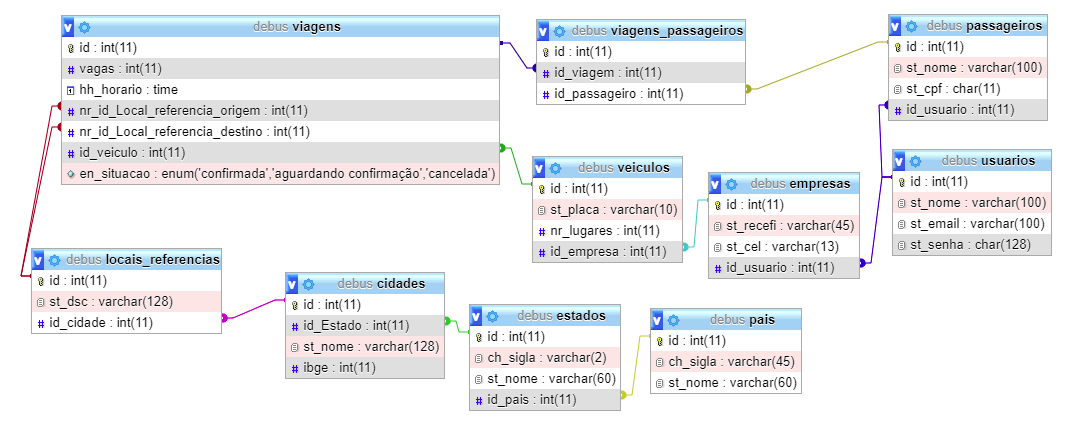 debus viagens
id : int(11)
vagas : int(11)
hh_horario : time
nr_id_Local_referencia_origem : int(11)
nr_id_Local_referencia_destino : int(11)
id_veiculo : int(11)
en_situacao : enum('confirmada','aguardando confirmação','cancelada')
debus viagens_passageiros
id : int(11)
id_viagem : int(11)
id_passageiro : int(11)
debus passageiros
id : int(11)
st_nome : varchar(100)
st_cpf : char(11)
id_usuario : int(11)
debus veiculos
id : int(11)
st_placa : varchar(10)
nr_lugares : int(11)
id_empresa : int(11)
debus empresas
id : int(11)
st_recefi : varchar(45)
st_cel : varchar(13)
id_usuario : int(11)
debus usuarios
id : int(11)
st_nome : varchar(100)
st_email : varchar(100)
st_senha : char(128)
debus locais_referencias
id : int(11)
st_dsc : varchar(128)
id_cidade : int(11)
debus cidades
id : int(11)
id_Estado : int(11)
st_nome : varchar(128)
ibge : int(11)
debus estados
id : int(11)
ch_sigla : varchar(2)
st_nome : varchar(60)
id_pais : int(11)
debus pais
id : int(11)
ch_sigla : varchar(45)
st_nome : varchar(60)